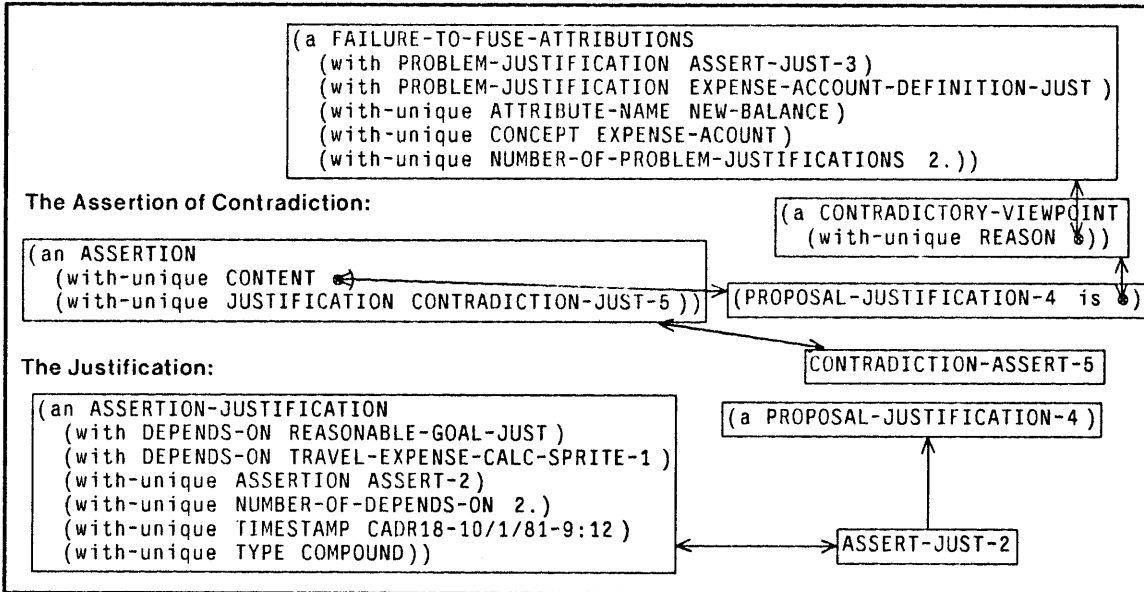 (a FAILURE-TO-FUSE-ATTRIBUTIONS
(with PROBLEM-JUSTIFICATION ASSERT-JUST-3)
(with PROBLEM-JUSTIFICATION EXPENSE-ACCOUNT-DEFINITION-JUST)
(with-unique ATTRIBUTE-NAME NEW-BALANCE)
(with-unique CONCEPT EXPENSE-ACOUNT)
(with-unique NUMBER-OF-PROBLEM-JUSTIFICATIONS 2.))
The Assertion of Contradiction:
(a CONTRADICTORY-VIEWPOINT
(with-unique REASON ))
(an ASSERTION
(with-unique CONTENT )
(with-unique JUSTIFICATION CONTRADICTION-JUST-5))
(PROPOSAL-JUSTIFICATION-4 is )
CONTRADICTION-ASSERT-5
The Justification:
(an ASSERTION-JUSTIFICATION
(with DEPENDS-ON REASONABLE-GOAL-JUST)
(with DEPENDS-ON TRAVEL-EXPENSE-CALC-SPRITE-1)
(with-unique ASSERTION ASSERT-2)
(with-unique NUMBER-OF-DEPENDS-ON 2.)
(with-unique TIMESTAMP CADR18-10/1/81-9:12)
(with-unique TYPE COMPOUND))
(a PROPOSAL-JUSTIFICATION-4)
ASSERT-JUST-2